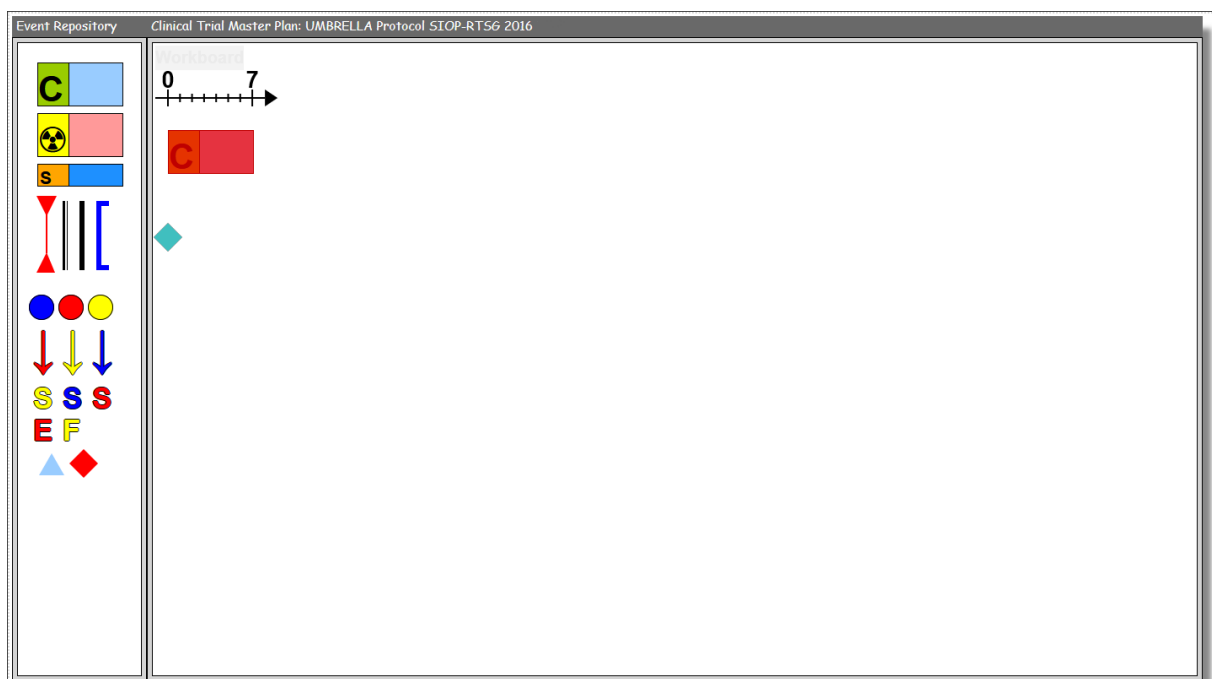 Event Repository
Clinical Trial Master Plan: UMBRELLA Protocol SIOP-RTSG 2016
Workboard
0 7
C
C
S
S S S
E F